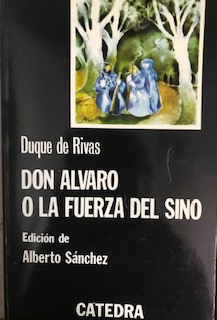 Duque de Rivas
DON ALVARO
O LA FUERZA DEL SINO
Edición de
Alberto Sánchez
CATEDRA